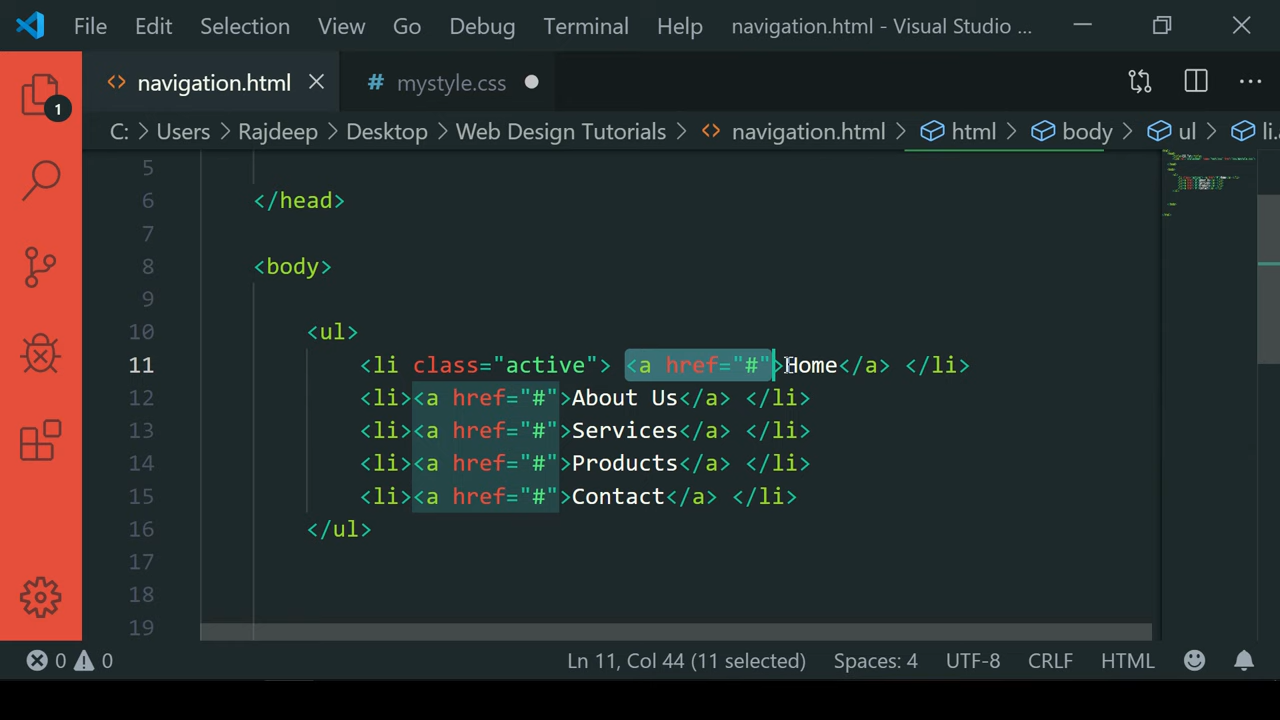 File Edit Selection View Go Debug Terminal Help navigation.html - Visual Studio ...
navigation.html mystyle.css
1
C: > Users > Rajdeep > Desktop > Web Design Tutorials > navigation.html > html > body > ul > li.a
5
6 </head>
7
8 <body>
9
10 <ul>
11 <li class="active"> <a href="#">Home</a> </li>
12 <li><a href="#">About Us</a> </li>
13 <li><a href="#">Services</a> </li>
14 <li><a href="#">Products</a> </li>
15 <li><a href="#">Contact</a> </li>
16 </ul>
17
18
19
0 0 Ln 11, Col 44 (11 selected) Spaces: 4 UTF-8 CRLF HTML